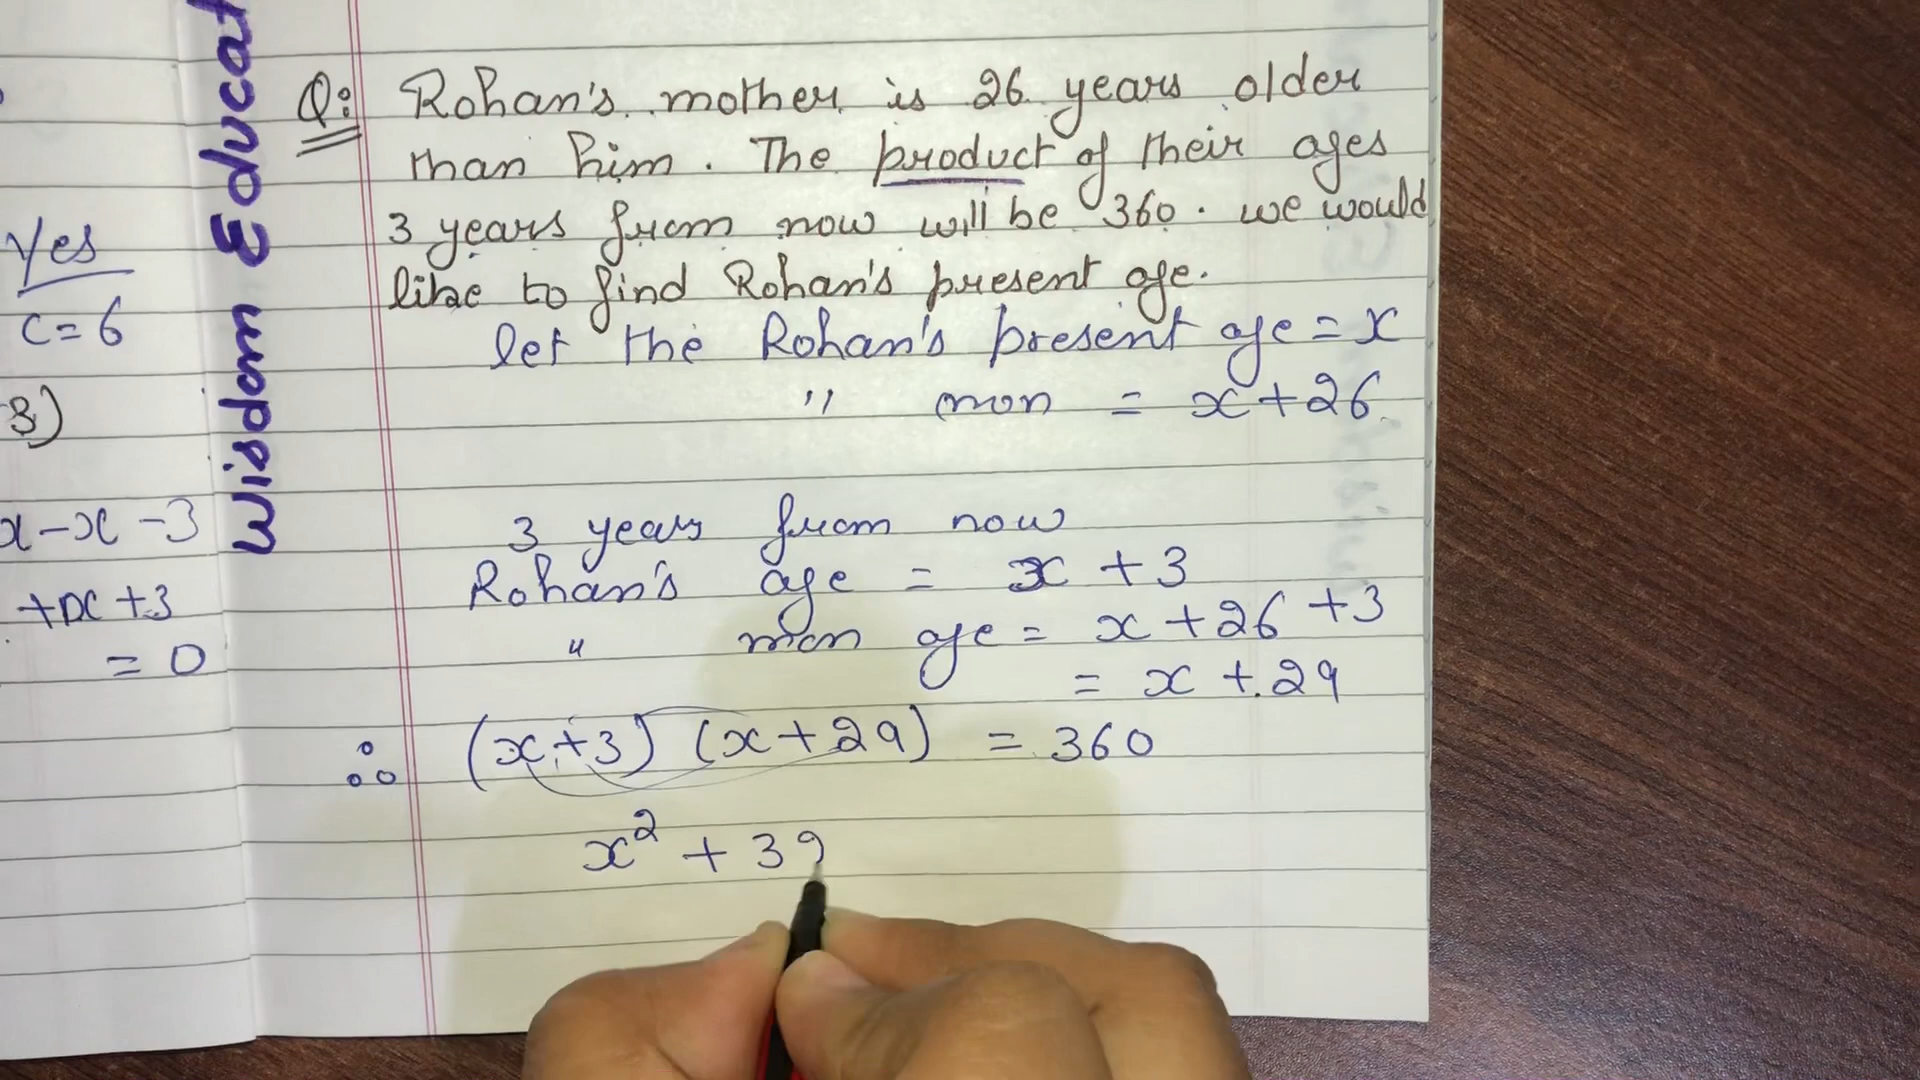 Yes
c=6
3)
x-x-3
+x+3
=0
Wisdom Educat
Q: Rohan's mother is 26 years older
than him. The product of their ages
3 years from now will be 360. we would
like to find Rohan's present age.
let the Rohan's present age = x
" mom = x+26
3 years from now
Rohan's age = x +3
" mom age = x+26+3
= x + 29
∴ (x+3) (x+29) = 360
x² + 39